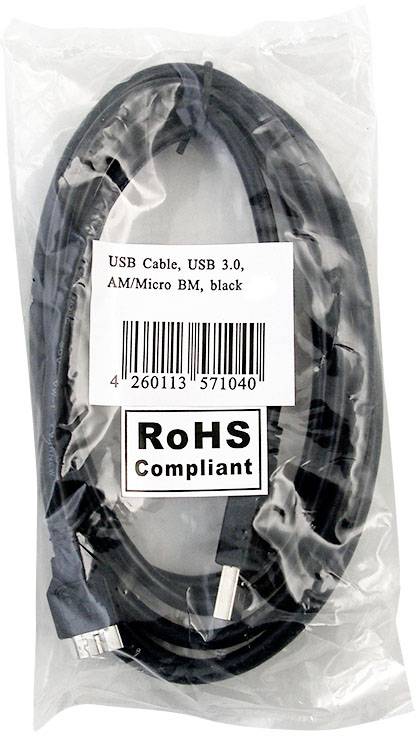 USB Cable, USB 3.0,
AM/Micro BM, black
4 260113 571040
RoHS
Compliant